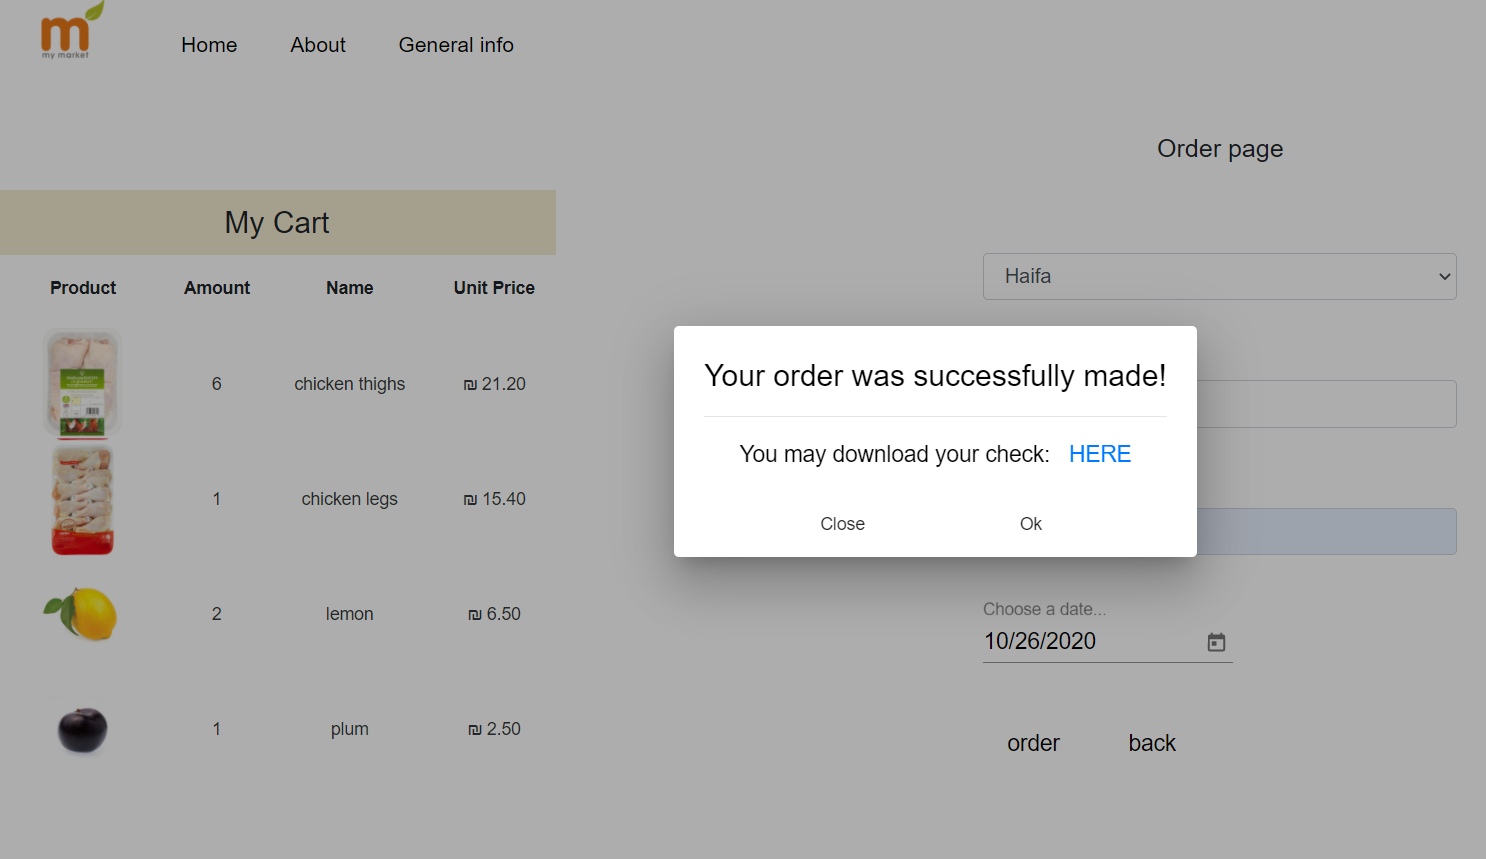 m
my market
Home About General info
Order page
My Cart
Product Amount Name Unit Price
6 chicken thighs ₪ 21.20
1 chicken legs ₪ 15.40
2 lemon ₪ 6.50
1 plum ₪ 2.50
Haifa
Your order was successfully made!
You may download your check: HERE
Close Ok
Choose a date...
10/26/2020
order back